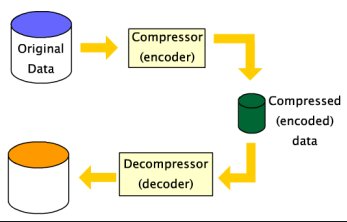 Original
Data
Compressor
(encoder)
Compressed
(encoded)
data
Decompressor
(decoder)